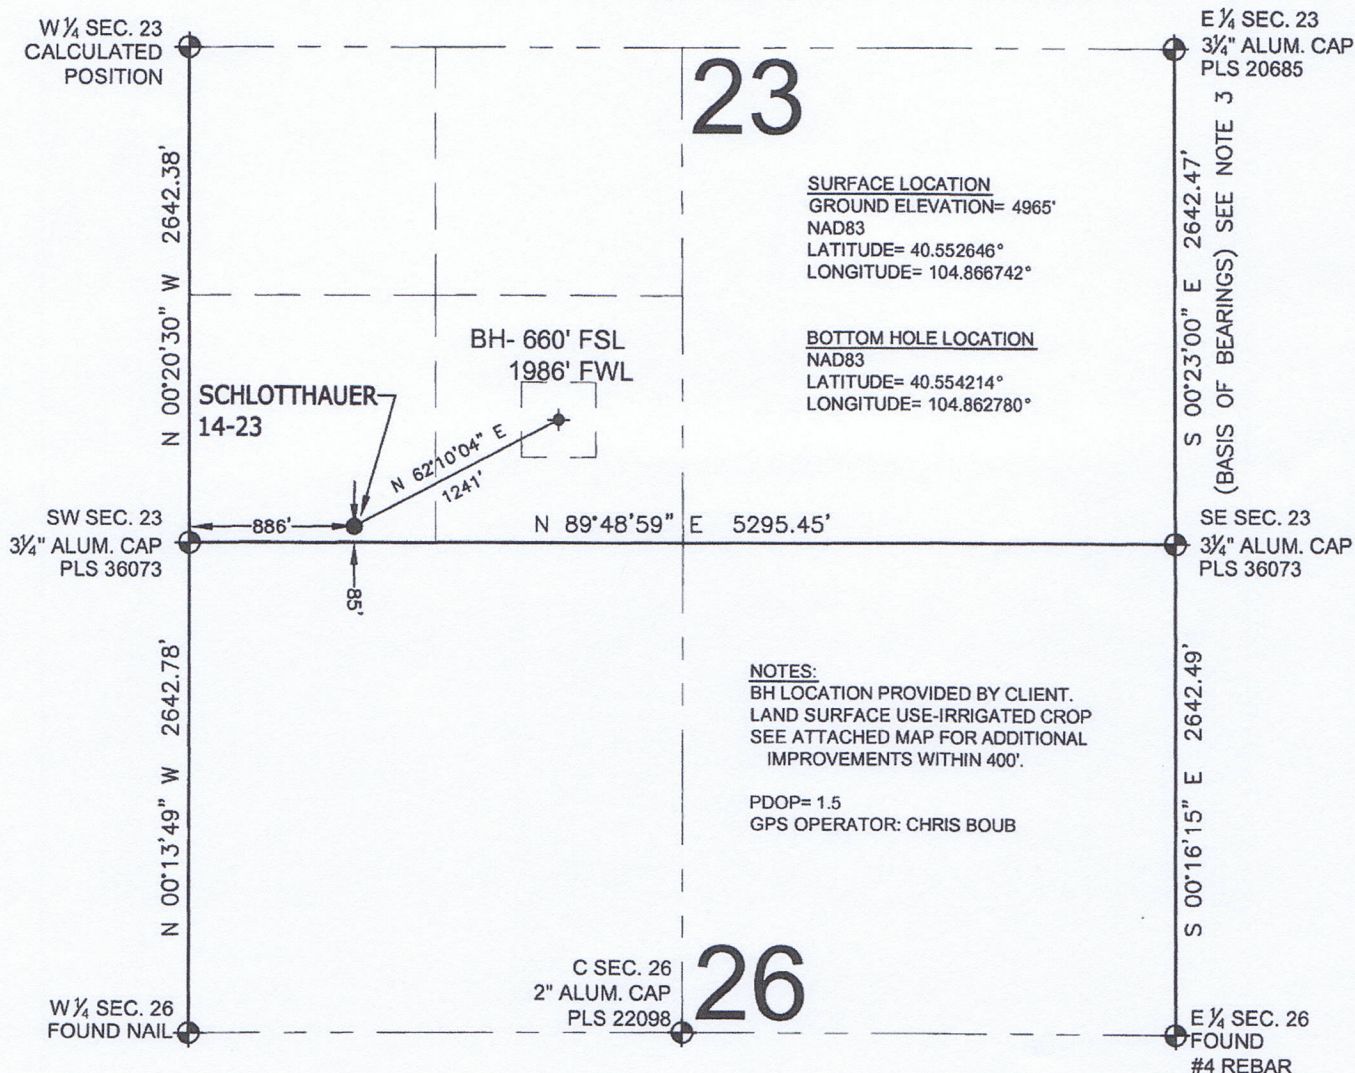 W ¼ SEC. 23
CALCULATED
POSITION
E ¼ SEC. 23
3¼" ALUM. CAP
PLS 20685
23
N 00°20'30" W 2642.38'
S 00°23'00" E 2642.47'
(BASIS OF BEARINGS) SEE NOTE 3
SURFACE LOCATION
GROUND ELEVATION= 4965'
NAD83
LATITUDE= 40.552646°
LONGITUDE= 104.866742°
BOTTOM HOLE LOCATION
NAD83
LATITUDE= 40.554214°
LONGITUDE= 104.862780°
BH- 660' FSL
1986' FWL
SCHLOTTHAUER
14-23
N 62°10'04" E
1241'
886'
85'
N 89°48'59" E 5295.45'
SW SEC. 23
3¼" ALUM. CAP
PLS 36073
SE SEC. 23
3¼" ALUM. CAP
PLS 36073
N 00°13'49" W 2642.78'
S 00°16'15" E 2642.49'
NOTES:
BH LOCATION PROVIDED BY CLIENT.
LAND SURFACE USE-IRRIGATED CROP
SEE ATTACHED MAP FOR ADDITIONAL
IMPROVEMENTS WITHIN 400'.
PDOP= 1.5
GPS OPERATOR: CHRIS BOUB
W ¼ SEC. 26
FOUND NAIL
C SEC. 26
2" ALUM. CAP
PLS 22098
26
E ¼ SEC. 26
FOUND
#4 REBAR